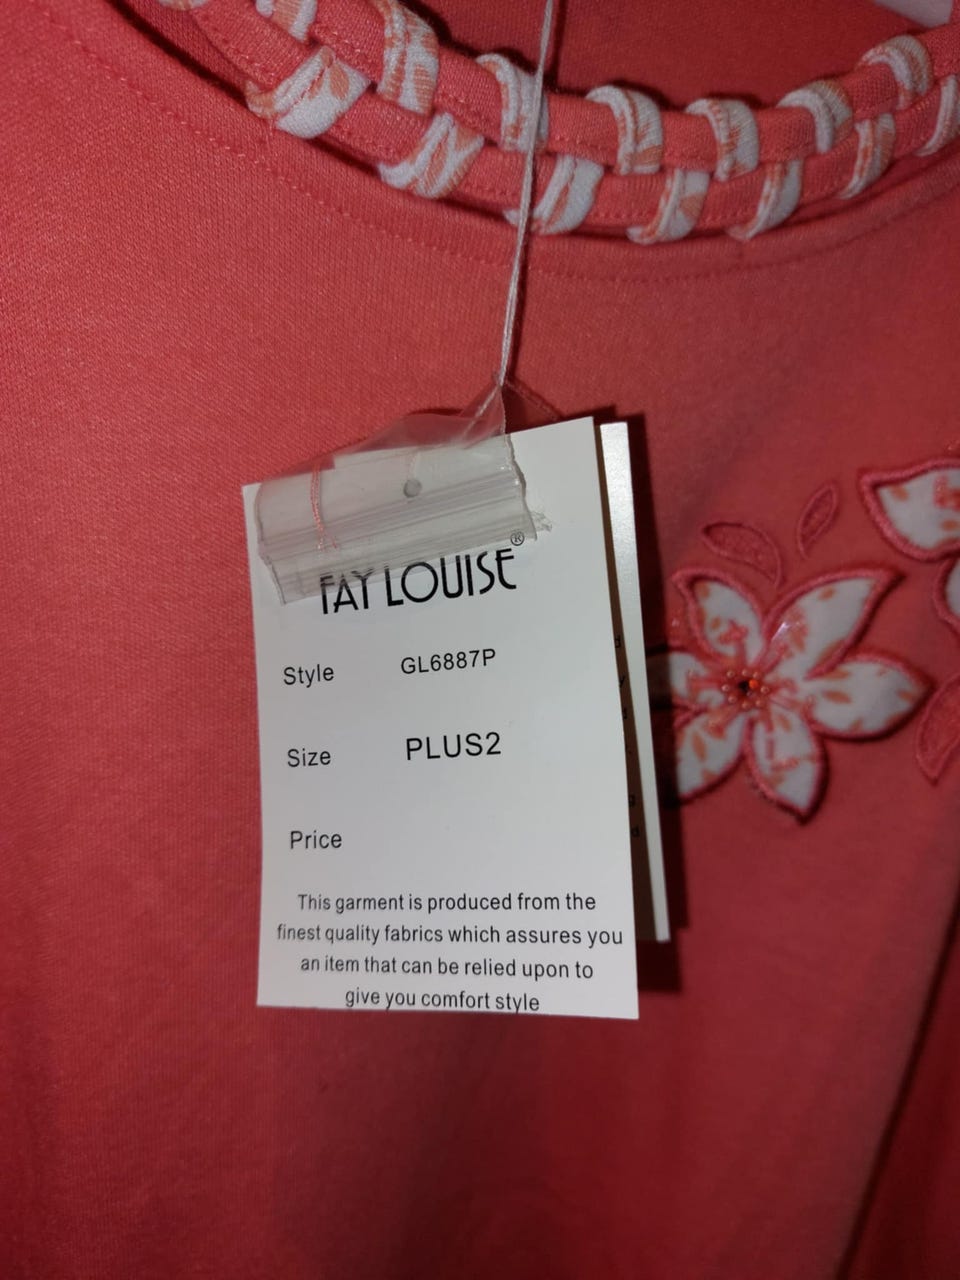 FAY LOUISE®
Style GL6887P
Size PLUS2
Price
This garment is produced from the
finest quality fabrics which assures you
an item that can be relied upon to
give you comfort style